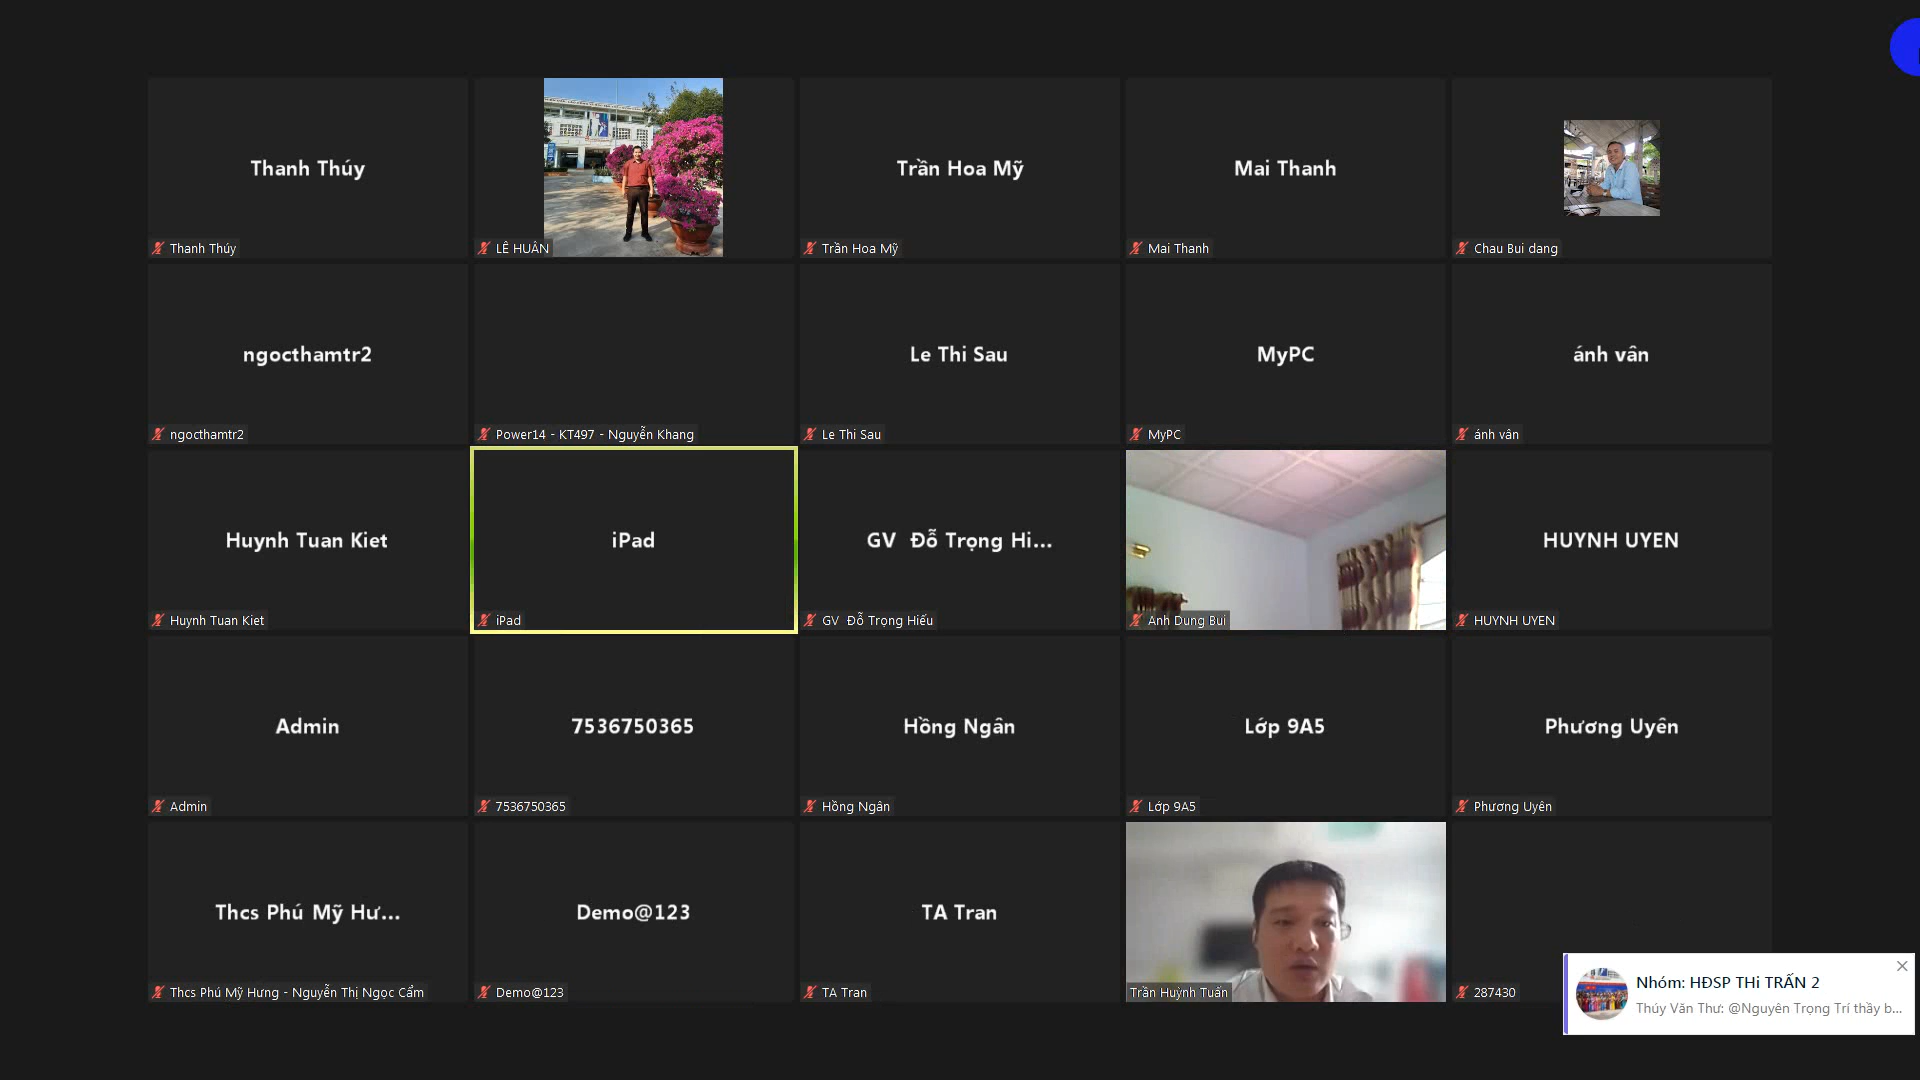 Thanh Thúy
Thanh Thúy
LÊ HUÂN
Trần Hoa Mỹ
Trần Hoa Mỹ
Mai Thanh
Mai Thanh
Chau Bui dang
ngocthamtr2
ngocthamtr2
Power14 - KT497 - Nguyễn Khang
Le Thi Sau
Le Thi Sau
MyPC
MyPC
ánh vân
ánh vân
Huynh Tuan Kiet
Huynh Tuan Kiet
iPad
iPad
GV  Đỗ Trọng Hi...
GV  Đỗ Trọng Hiếu
Anh Dung Bui
HUYNH UYEN
HUYNH UYEN
Admin
Admin
7536750365
7536750365
Hồng Ngân
Hồng Ngân
Lớp 9A5
Lớp 9A5
Phương Uyên
Phương Uyên
Thcs Phú Mỹ Hư...
Thcs Phú Mỹ Hưng - Nguyễn Thị Ngọc Cẩm
Demo@123
Demo@123
TA Tran
TA Tran
Trần Huỳnh Tuấn
287430
Nhóm: HĐSP THi TRẤN 2
Thúy Văn Thư: @Nguyên Trọng Trí thầy b...